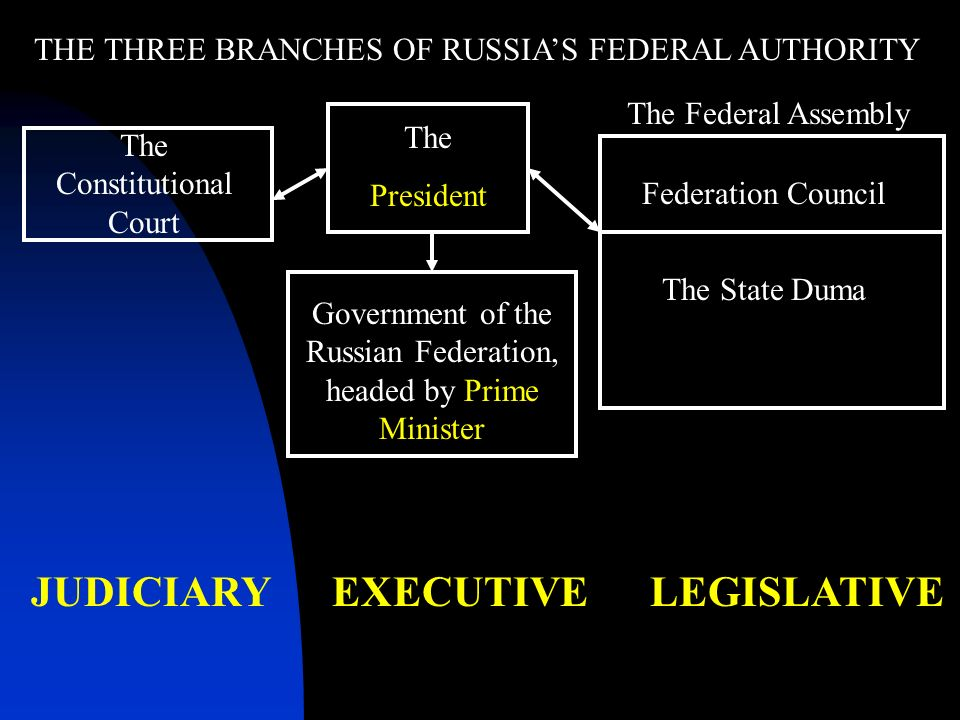 THE THREE BRANCHES OF RUSSIA’S FEDERAL AUTHORITY
The
Constitutional
Court
The
President
The Federal Assembly
Federation Council
The State Duma
Government of the
Russian Federation,
headed by Prime
Minister
JUDICIARY
EXECUTIVE
LEGISLATIVE